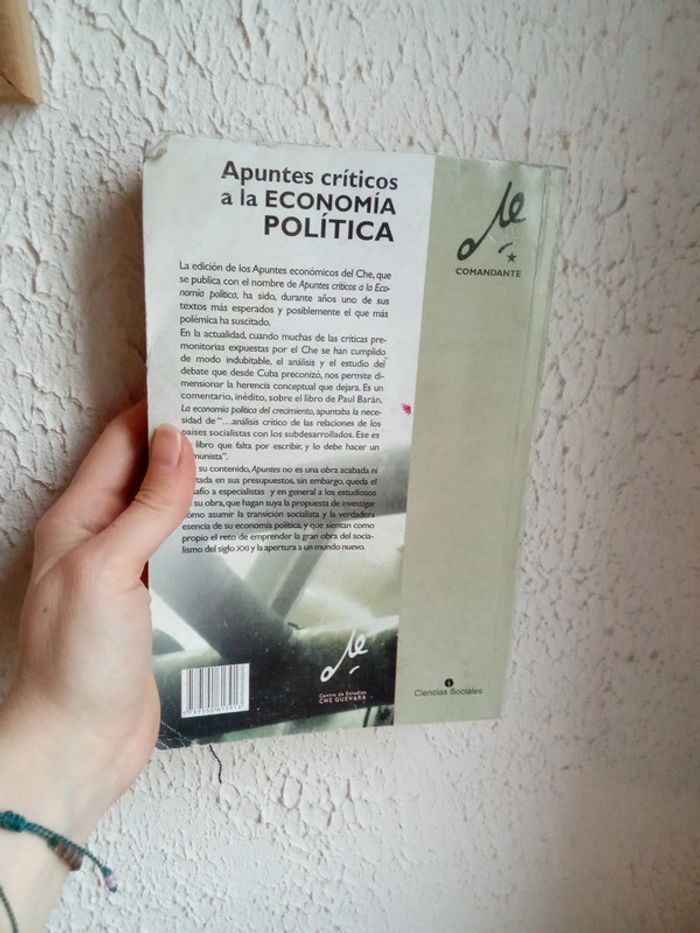 Apuntes críticos
a la ECONOMÍA
POLÍTICA
La edición de los Apuntes económicos del Che, que
se publica con el nombre de Apuntes críticos a la Eco-
nomía política, ha sido, durante años uno de sus
textos más esperados y posiblemente el que más
polémica ha suscitado.
En la actualidad, cuando muchas de las críticas pre-
monitorias expuestas por el Che se han cumplido
de modo indubitable, el análisis y el estudio del
debate que desde Cuba preconizó, nos permite di-
mensionar la herencia conceptual que dejara. Es un
comentario, inédito, sobre el libro de Paul Barán,
La economía política del crecimiento, apuntaba la nece-
sidad de “…análisis crítico de las relaciones de los
países socialistas con los subdesarrollados. Ese es
libro que falta por escribir, y lo debe hacer un
munista”.
su contenido, Apuntes no es una obra acabada ni
tada en sus presupuestos, sin embargo, queda el
afío a especialistas y en general a los estudiosos
su obra, que hagan suya la propuesta de investigar
cómo asumir la transición socialista y la verdadera
esencia de su economía política, y que sientan como
propio el reto de emprender la gran obra del socia-
lismo del siglo XXI y la apertura a un mundo nuevo.
Che
Centro de Estudios
CHE GUEVARA
Che
COMANDANTE
Ciencias Sociales